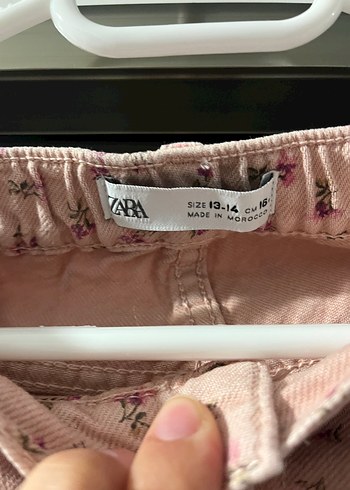 ZARA
SIZE 13-14 CM 16
MADE IN MOROCCO